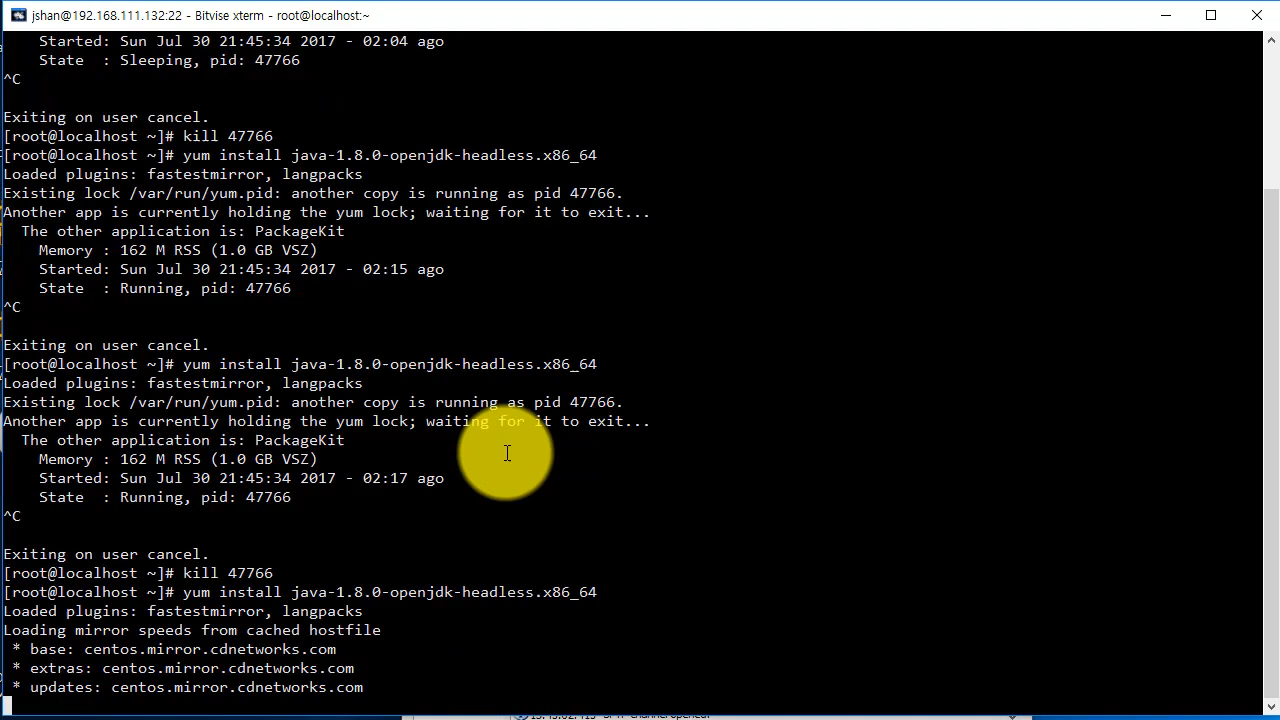 jshan@192.168.111.132:22 - Bitvise xterm - root@localhost:~
Started: Sun Jul 30 21:45:34 2017 - 02:04 ago
State  : Sleeping, pid: 47766
^C
Exiting on user cancel.
[root@localhost ~]# kill 47766
[root@localhost ~]# yum install java-1.8.0-openjdk-headless.x86_64
Loaded plugins: fastestmirror, langpacks
Existing lock /var/run/yum.pid: another copy is running as pid 47766.
Another app is currently holding the yum lock; waiting for it to exit...
The other application is: PackageKit
Memory : 162 M RSS (1.0 GB VSZ)
Started: Sun Jul 30 21:45:34 2017 - 02:15 ago
State  : Running, pid: 47766
^C
Exiting on user cancel.
[root@localhost ~]# yum install java-1.8.0-openjdk-headless.x86_64
Loaded plugins: fastestmirror, langpacks
Existing lock /var/run/yum.pid: another copy is running as pid 47766.
Another app is currently holding the yum lock; waiting for it to exit...
The other application is: PackageKit
Memory : 162 M RSS (1.0 GB VSZ)
Started: Sun Jul 30 21:45:34 2017 - 02:17 ago
State  : Running, pid: 47766
^C
Exiting on user cancel.
[root@localhost ~]# kill 47766
[root@localhost ~]# yum install java-1.8.0-openjdk-headless.x86_64
Loaded plugins: fastestmirror, langpacks
Loading mirror speeds from cached hostfile
* base: centos.mirror.cdnetworks.com
* extras: centos.mirror.cdnetworks.com
* updates: centos.mirror.cdnetworks.com